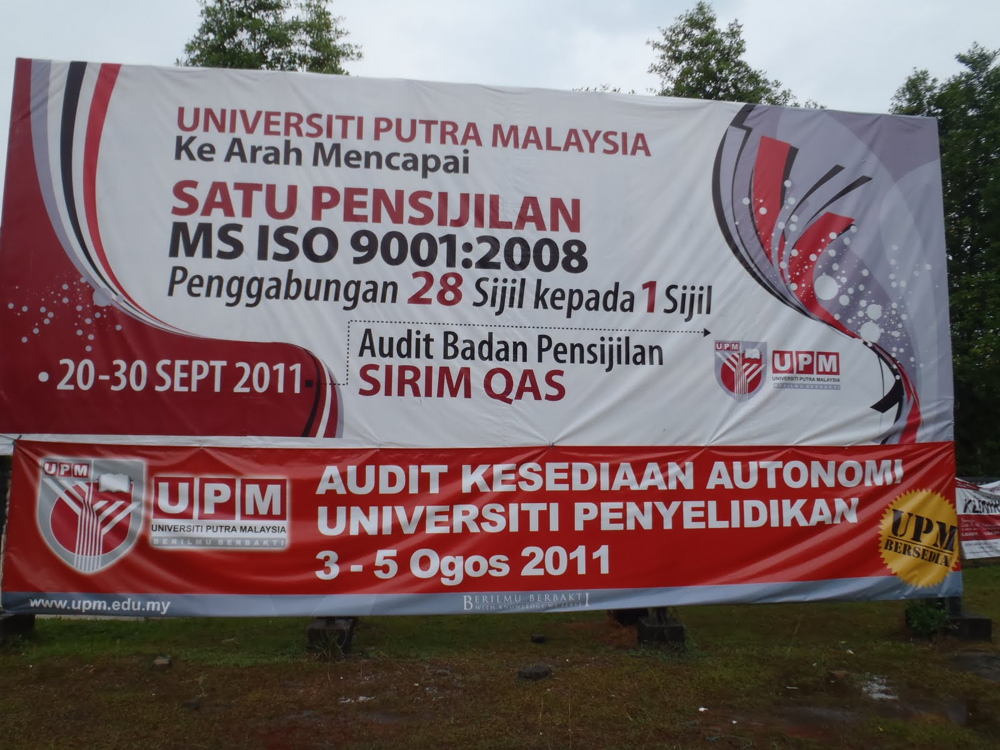 UNIVERSITI PUTRA MALAYSIA
Ke Arah Mencapai
SATU PENSIJILAN
MS ISO 9001:2008
Penggabungan 28 Sijil kepada 1 Sijil
• 20-30 SEPT 2011
Audit Badan Pensijilan
SIRIM QAS
UPM
UPM
UNIVERSITI PUTRA MALAYSIA
BERILMU BERBAKTI
UPM
UPM
UNIVERSITI PUTRA MALAYSIA
BERILMU BERBAKTI
AUDIT KESEDIAAN AUTONOMI
UNIVERSITI PENYELIDIKAN
3 - 5 Ogos 2011
UPM
BERSEDIA
www.upm.edu.my
BERILMU BERBAKTI
WITH KNOWLEDGE WE SERVE